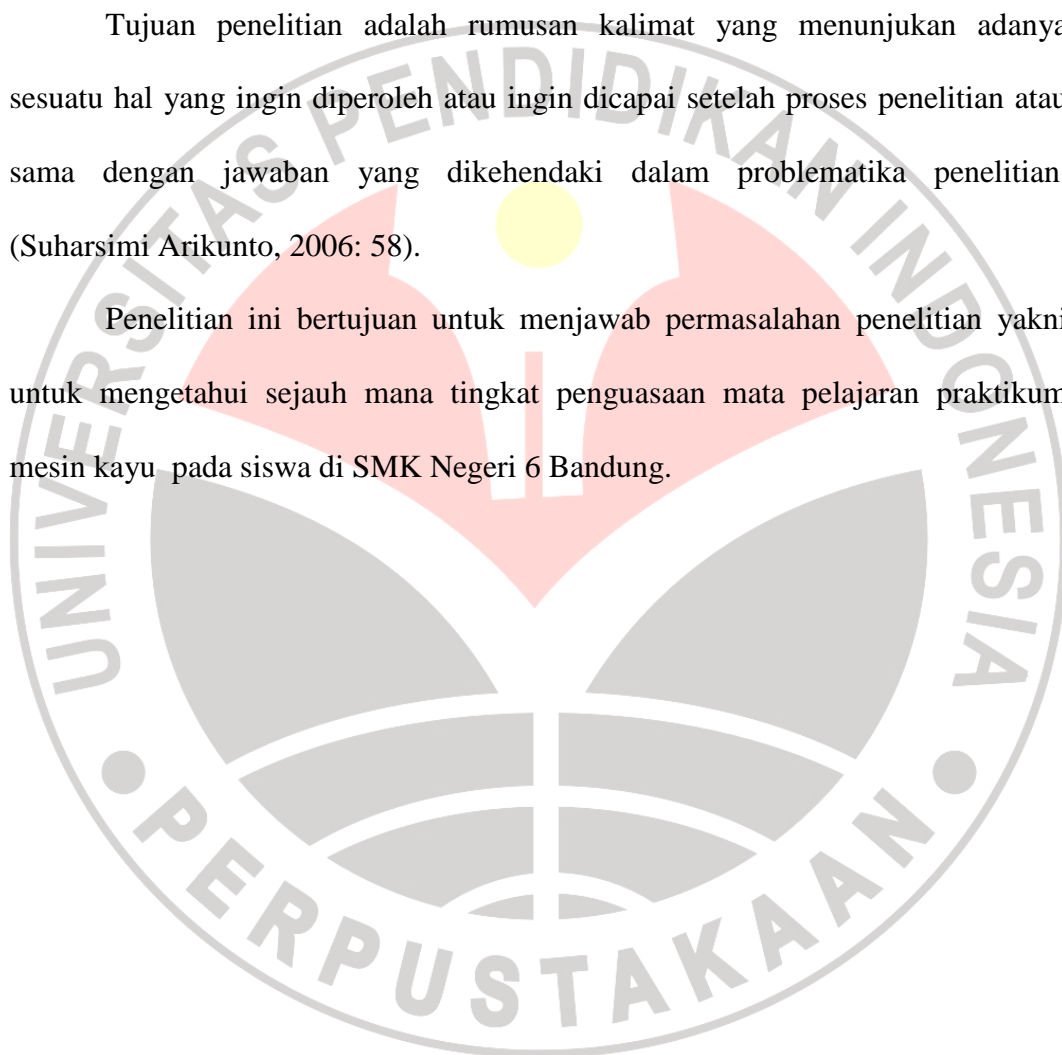 Tujuan penelitian adalah rumusan kalimat yang menunjukan adanya
sesuatu hal yang ingin diperoleh atau ingin dicapai setelah proses penelitian atau
sama dengan jawaban yang dikehendaki dalam problematika penelitian
(Suharsimi Arikunto, 2006: 58).
Penelitian ini bertujuan untuk menjawab permasalahan penelitian yakni
untuk mengetahui sejauh mana tingkat penguasaan mata pelajaran praktikum
mesin kayu pada siswa di SMK Negeri 6 Bandung.
UNIVERSITAS PENDIDIKAN INDONESIA
PERPUSTAKAAN